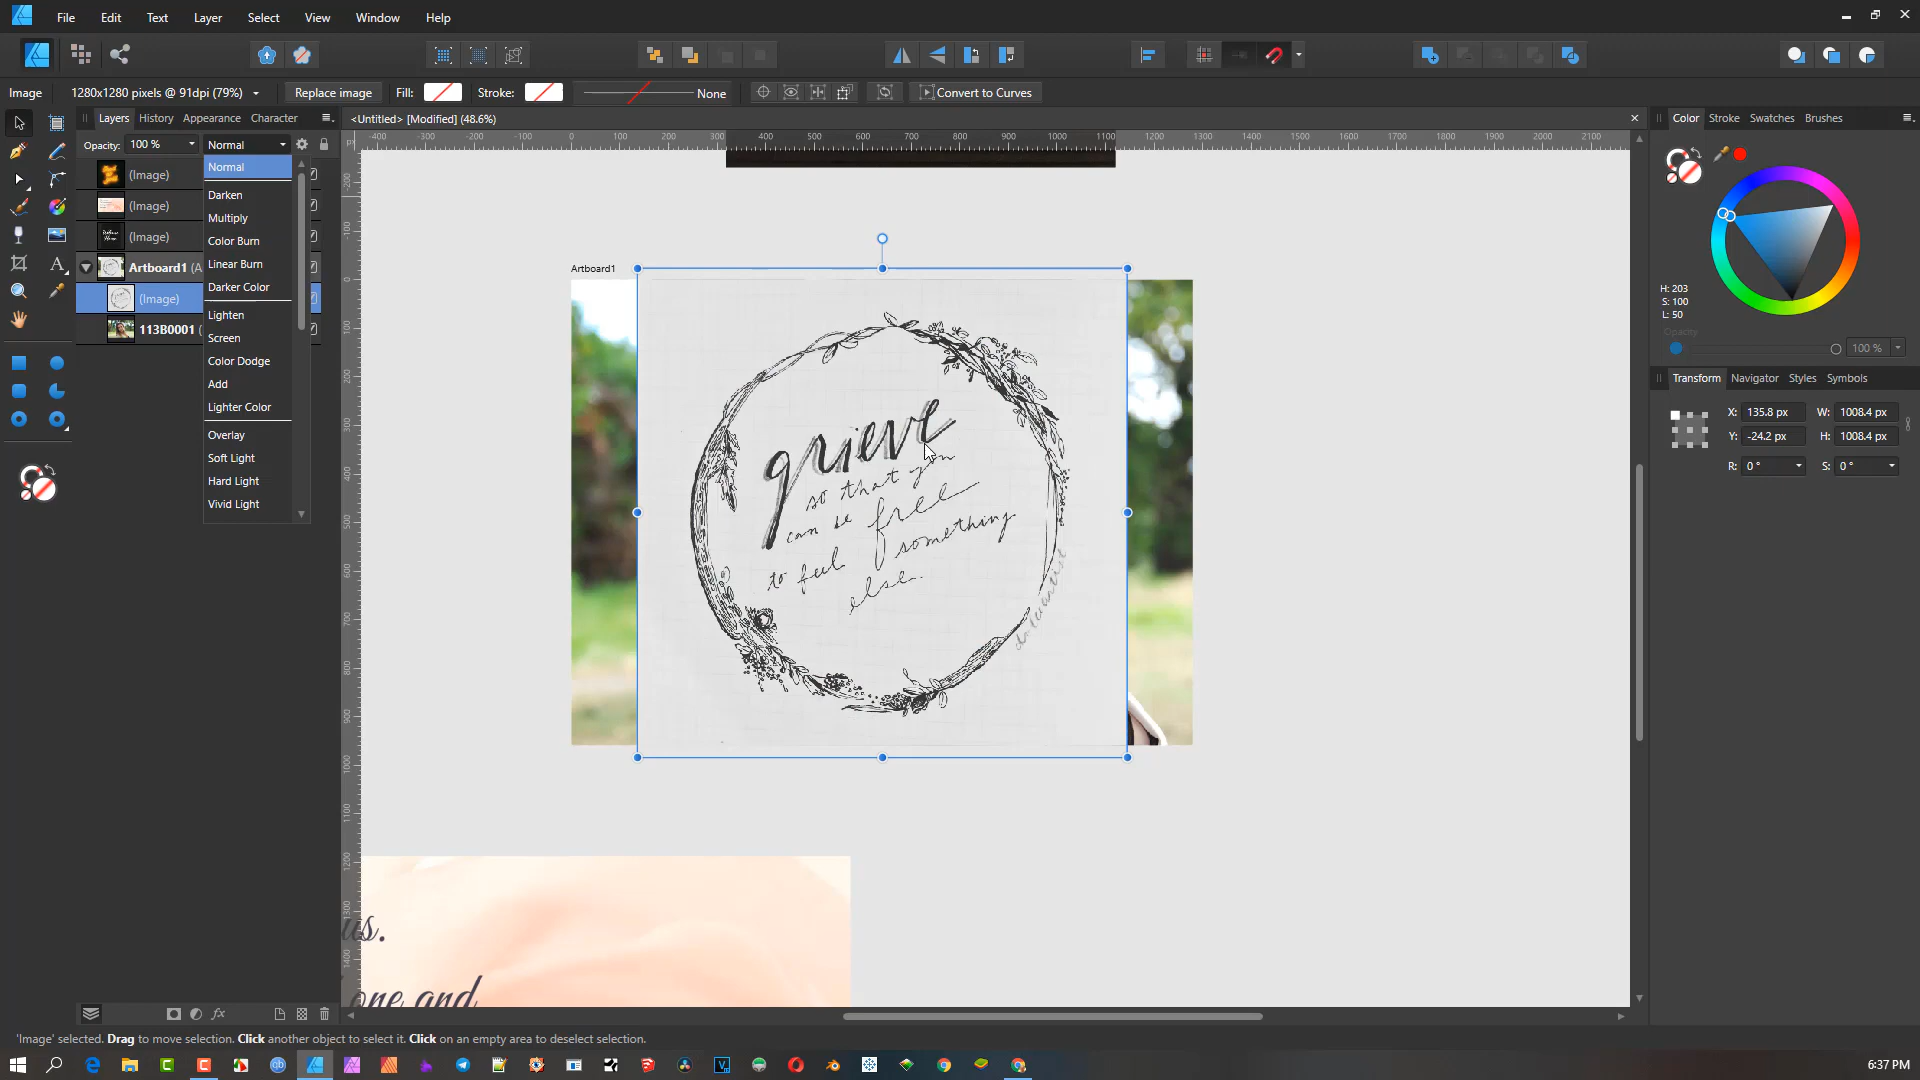 File Edit Text Layer Select View Window Help
Image 1280x1280 pixels @ 91dpi (79%) Replace image Fill: Stroke: None Convert to Curves
Layers History Appearance Character
<Untitled> [Modified] (48.6%)
Color Stroke Swatches Brushes
Opacity: 100 % Normal
Normal
Darken
Multiply
Color Burn
Linear Burn
Darker Color
Lighten
Screen
Color Dodge
Add
Lighter Color
Overlay
Soft Light
Hard Light
Vivid Light
(Image)
(Image)
(Image)
Artboard1 (A
(Image)
113B0001 (
Artboard1
grieve
so that you
can be free
to feel something
else.
us.
one and
H: 203
S: 100
L: 50
Opacity
100 %
Transform Navigator Styles Symbols
X: 135.8 px W: 1008.4 px
Y: -24.2 px H: 1008.4 px
R: 0 ° S: 0 °
'Image' selected. Drag to move selection. Click another object to select it. Click on an empty area to deselect selection.
6:37 PM